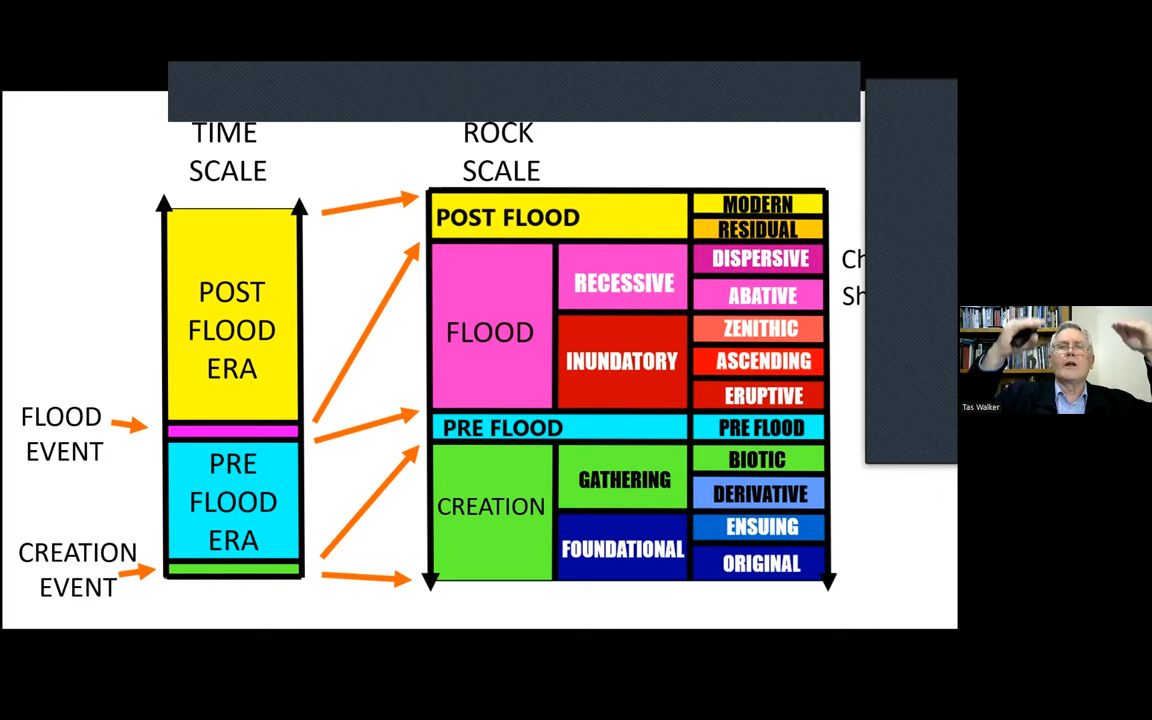 TIME
SCALE
ROCK
SCALE
POST
FLOOD
ERA
FLOOD
EVENT
PRE
FLOOD
ERA
CREATION
EVENT
POST FLOOD
MODERN
RESIDUAL
FLOOD
RECESSIVE
DISPERSIVE
ABATIVE
INUNDATORY
ZENITHIC
ASCENDING
ERUPTIVE
PRE FLOOD
PRE FLOOD
CREATION
GATHERING
BIOTIC
DERIVATIVE
FOUNDATIONAL
ENSUING
ORIGINAL
Tas Walker